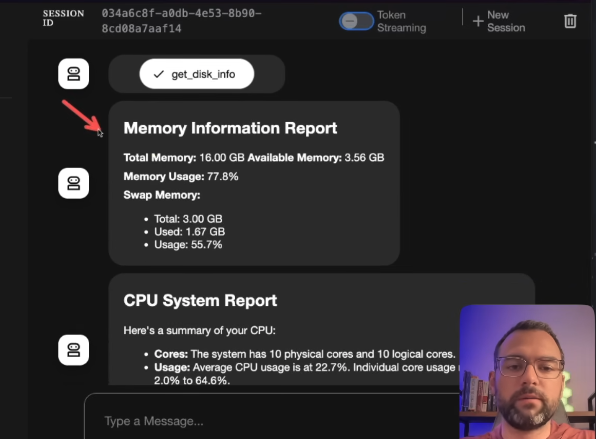 SESSION ID
034a6c8f-a0db-4e53-8b90-
8cd08a7aaf14
Token
Streaming
New
Session
get_disk_info
Memory Information Report
Total Memory: 16.00 GB Available Memory: 3.56 GB
Memory Usage: 77.8%
Swap Memory:
Total: 3.00 GB
Used: 1.67 GB
Usage: 55.7%
CPU System Report
Here's a summary of your CPU:
Cores: The system has 10 physical cores and 10 logical cores.
Usage: Average CPU usage is at 22.7%. Individual core usage
2.0% to 64.6%.
Type a Message...